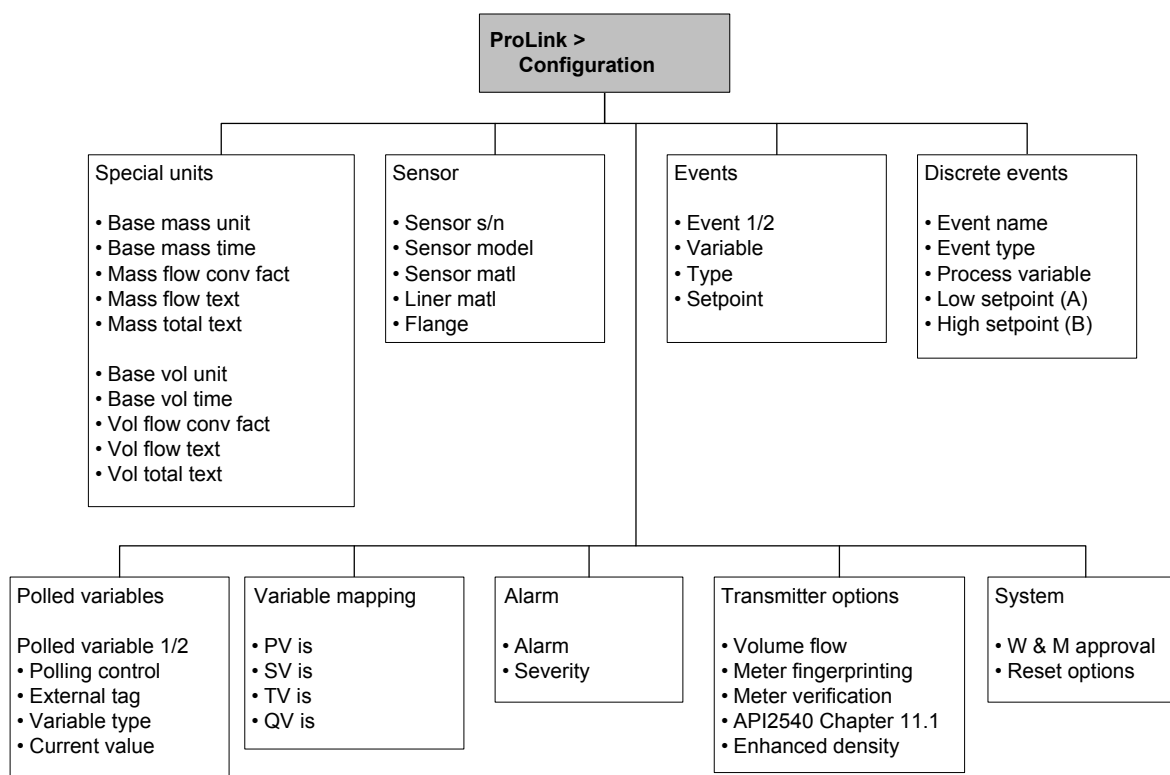 ProLink >
Configuration
Special units
• Base mass unit
• Base mass time
• Mass flow conv fact
• Mass flow text
• Mass total text
• Base vol unit
• Base vol time
• Vol flow conv fact
• Vol flow text
• Vol total text
Sensor
• Sensor s/n
• Sensor model
• Sensor matl
• Liner matl
• Flange
Events
• Event 1/2
• Variable
• Type
• Setpoint
Discrete events
• Event name
• Event type
• Process variable
• Low setpoint (A)
• High setpoint (B)
Polled variables
Polled variable 1/2
• Polling control
• External tag
• Variable type
• Current value
Variable mapping
• PV is
• SV is
• TV is
• QV is
Alarm
• Alarm
• Severity
Transmitter options
• Volume flow
• Meter fingerprinting
• Meter verification
• API2540 Chapter 11.1
• Enhanced density
System
• W & M approval
• Reset options